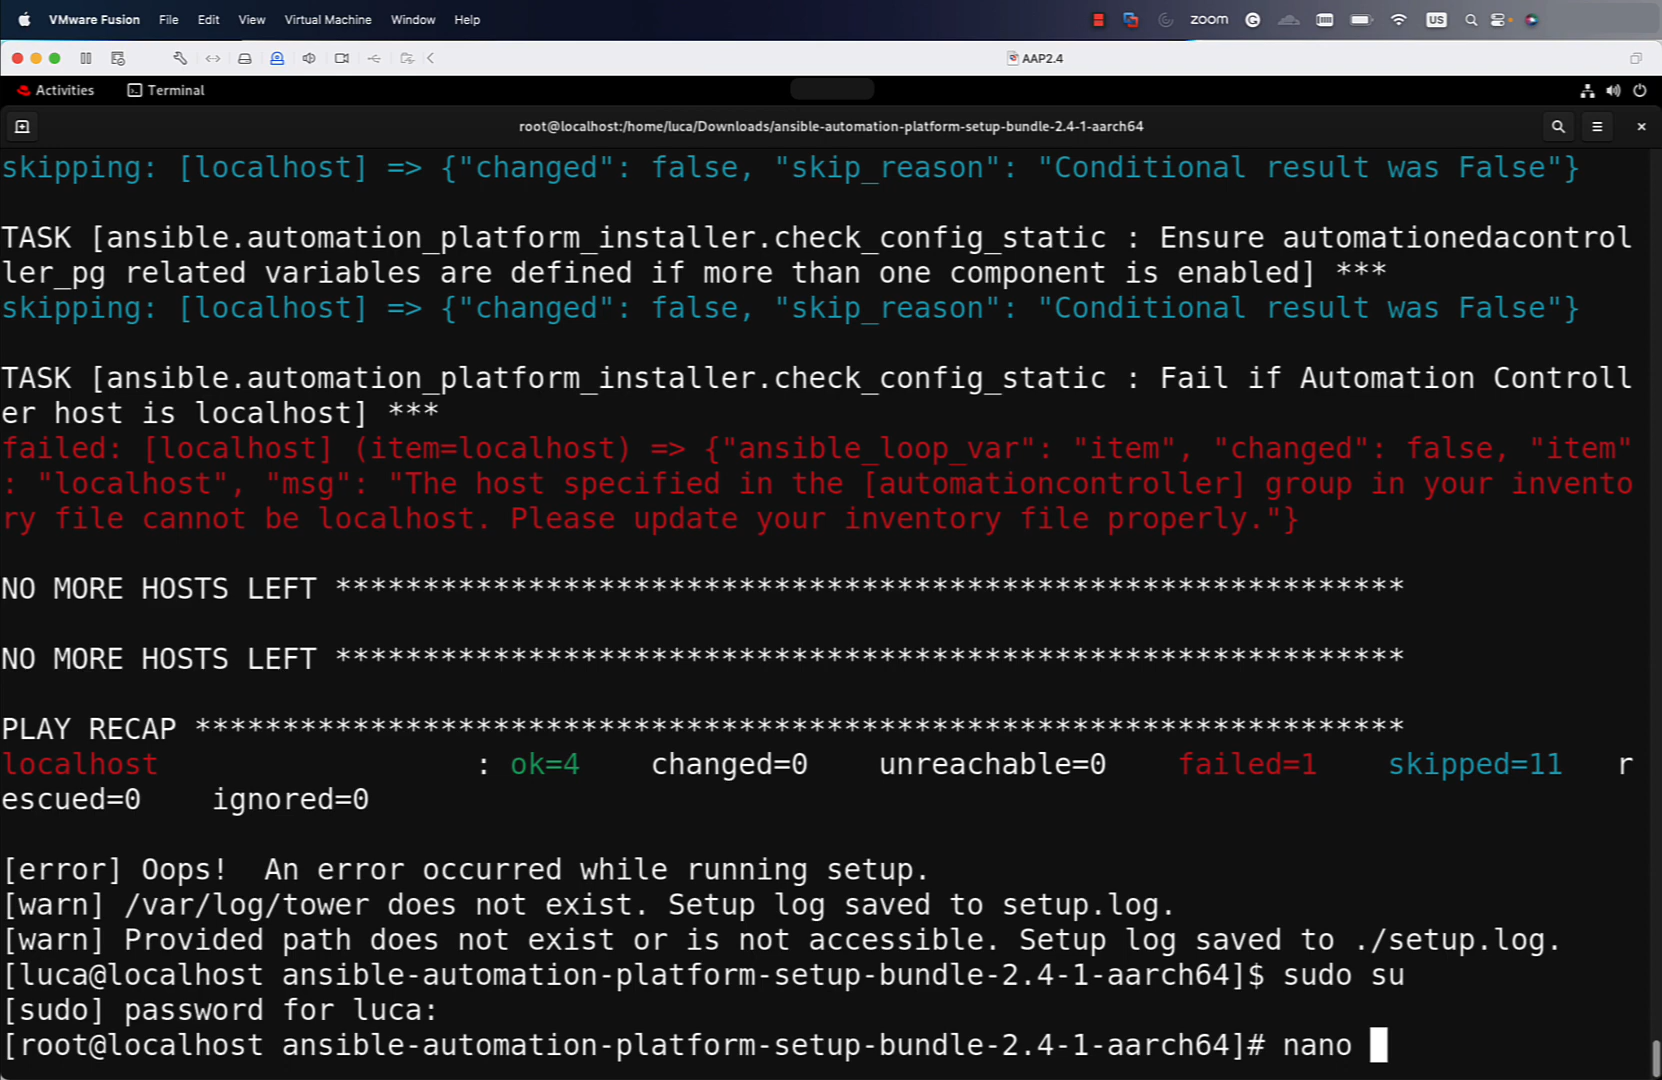 VMware Fusion File Edit View Virtual Machine Window Help zoom US
AAP2.4
Activities Terminal
root@localhost:/home/luca/Downloads/ansible-automation-platform-setup-bundle-2.4-1-aarch64
skipping: [localhost] => {"changed": false, "skip_reason": "Conditional result was False"}
TASK [ansible.automation_platform_installer.check_config_static : Ensure automationedacontrol
ler_pg related variables are defined if more than one component is enabled] ***
skipping: [localhost] => {"changed": false, "skip_reason": "Conditional result was False"}
TASK [ansible.automation_platform_installer.check_config_static : Fail if Automation Controll
er host is localhost] ***
failed: [localhost] (item=localhost) => {"ansible_loop_var": "item", "changed": false, "item"
: "localhost", "msg": "The host specified in the [automationcontroller] group in your invento
ry file cannot be localhost. Please update your inventory file properly."}
NO MORE HOSTS LEFT *************************************************************
NO MORE HOSTS LEFT *************************************************************
PLAY RECAP *********************************************************************
localhost                  : ok=4    changed=0    unreachable=0    failed=1    skipped=11   r
escued=0    ignored=0
[error] Oops!  An error occurred while running setup.
[warn] /var/log/tower does not exist. Setup log saved to setup.log.
[warn] Provided path does not exist or is not accessible. Setup log saved to ./setup.log.
[luca@localhost ansible-automation-platform-setup-bundle-2.4-1-aarch64]$ sudo su
[sudo] password for luca:
[root@localhost ansible-automation-platform-setup-bundle-2.4-1-aarch64]# nano